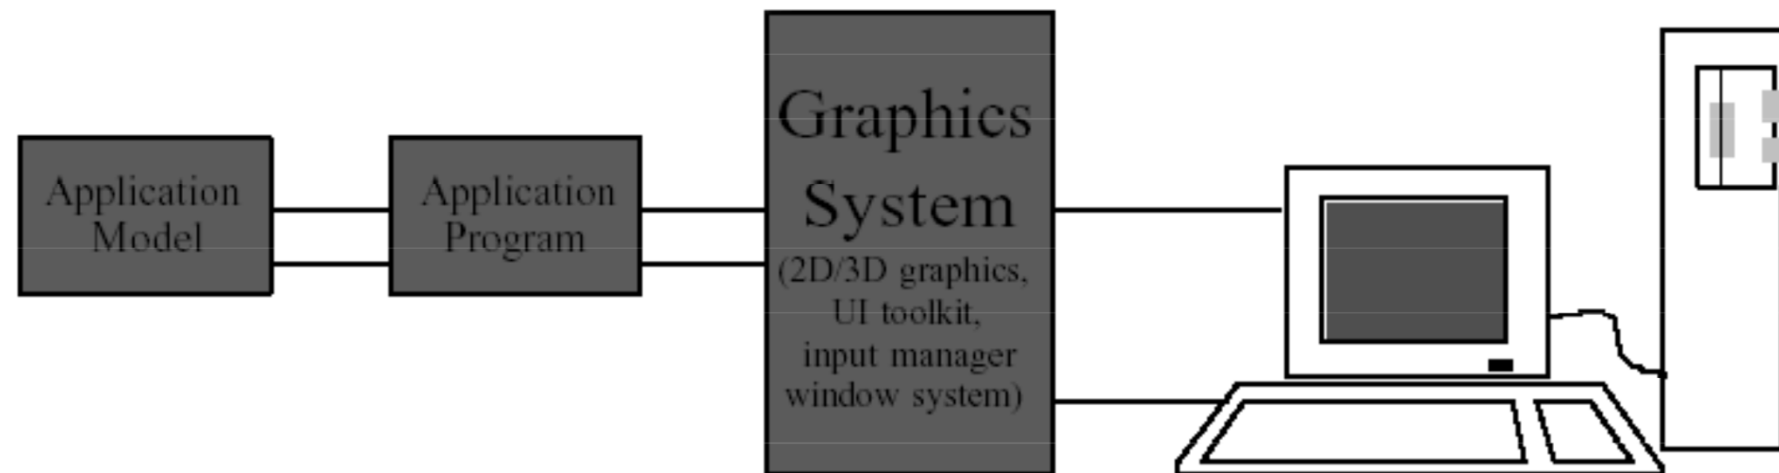 Application
Model
Application
Program
Graphics
System
(2D/3D graphics,
UI toolkit,
input manager
window system)